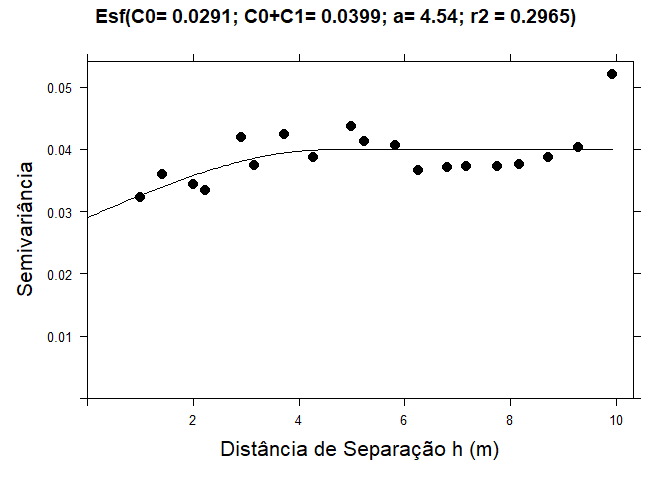 Esf(C0= 0.0291; C0+C1= 0.0399; a= 4.54; r2 = 0.2965)
0.05
0.04
0.03
0.02
0.01
Semivariância
2 4 6 8 10
Distância de Separação h (m)